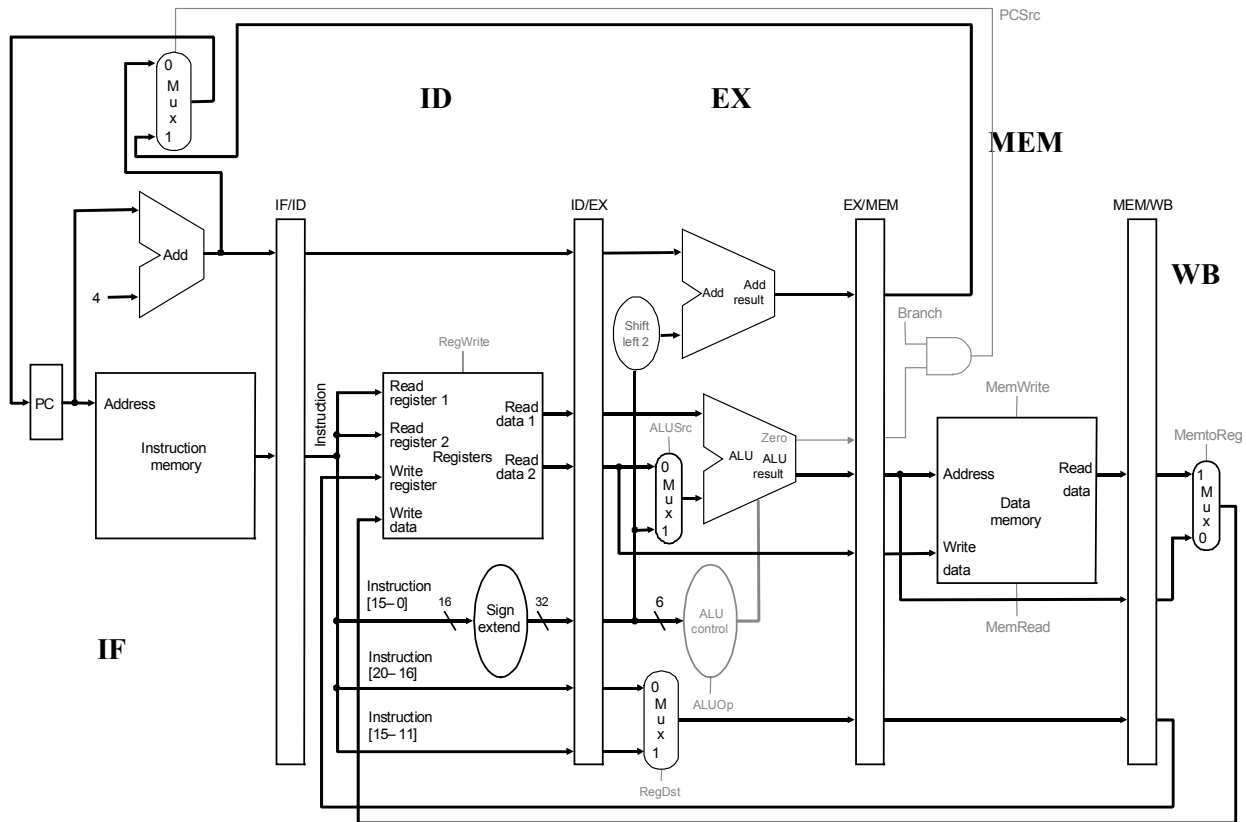 PCSrc
0
M
u
x
1
ID
EX
MEM
IF/ID
ID/EX
EX/MEM
MEM/WB
WB
Add
4
Add
Add
result
Shift
left 2
Branch
RegWrite
PC
Address
Instruction
memory
Instruction
Read
register 1
Read
register 2
Write
register
Write
data
Registers
Read
data 1
Read
data 2
ALUSrc
0
M
u
x
1
Zero
ALU
ALU
result
MemWrite
Address
Read
data
Data
memory
Write
data
MemRead
MemtoReg
1
M
u
x
0
Instruction
[15– 0]
16
Sign
extend
32
6
ALU
control
ALUOp
IF
Instruction
[20– 16]
Instruction
[15– 11]
0
M
u
x
1
RegDst